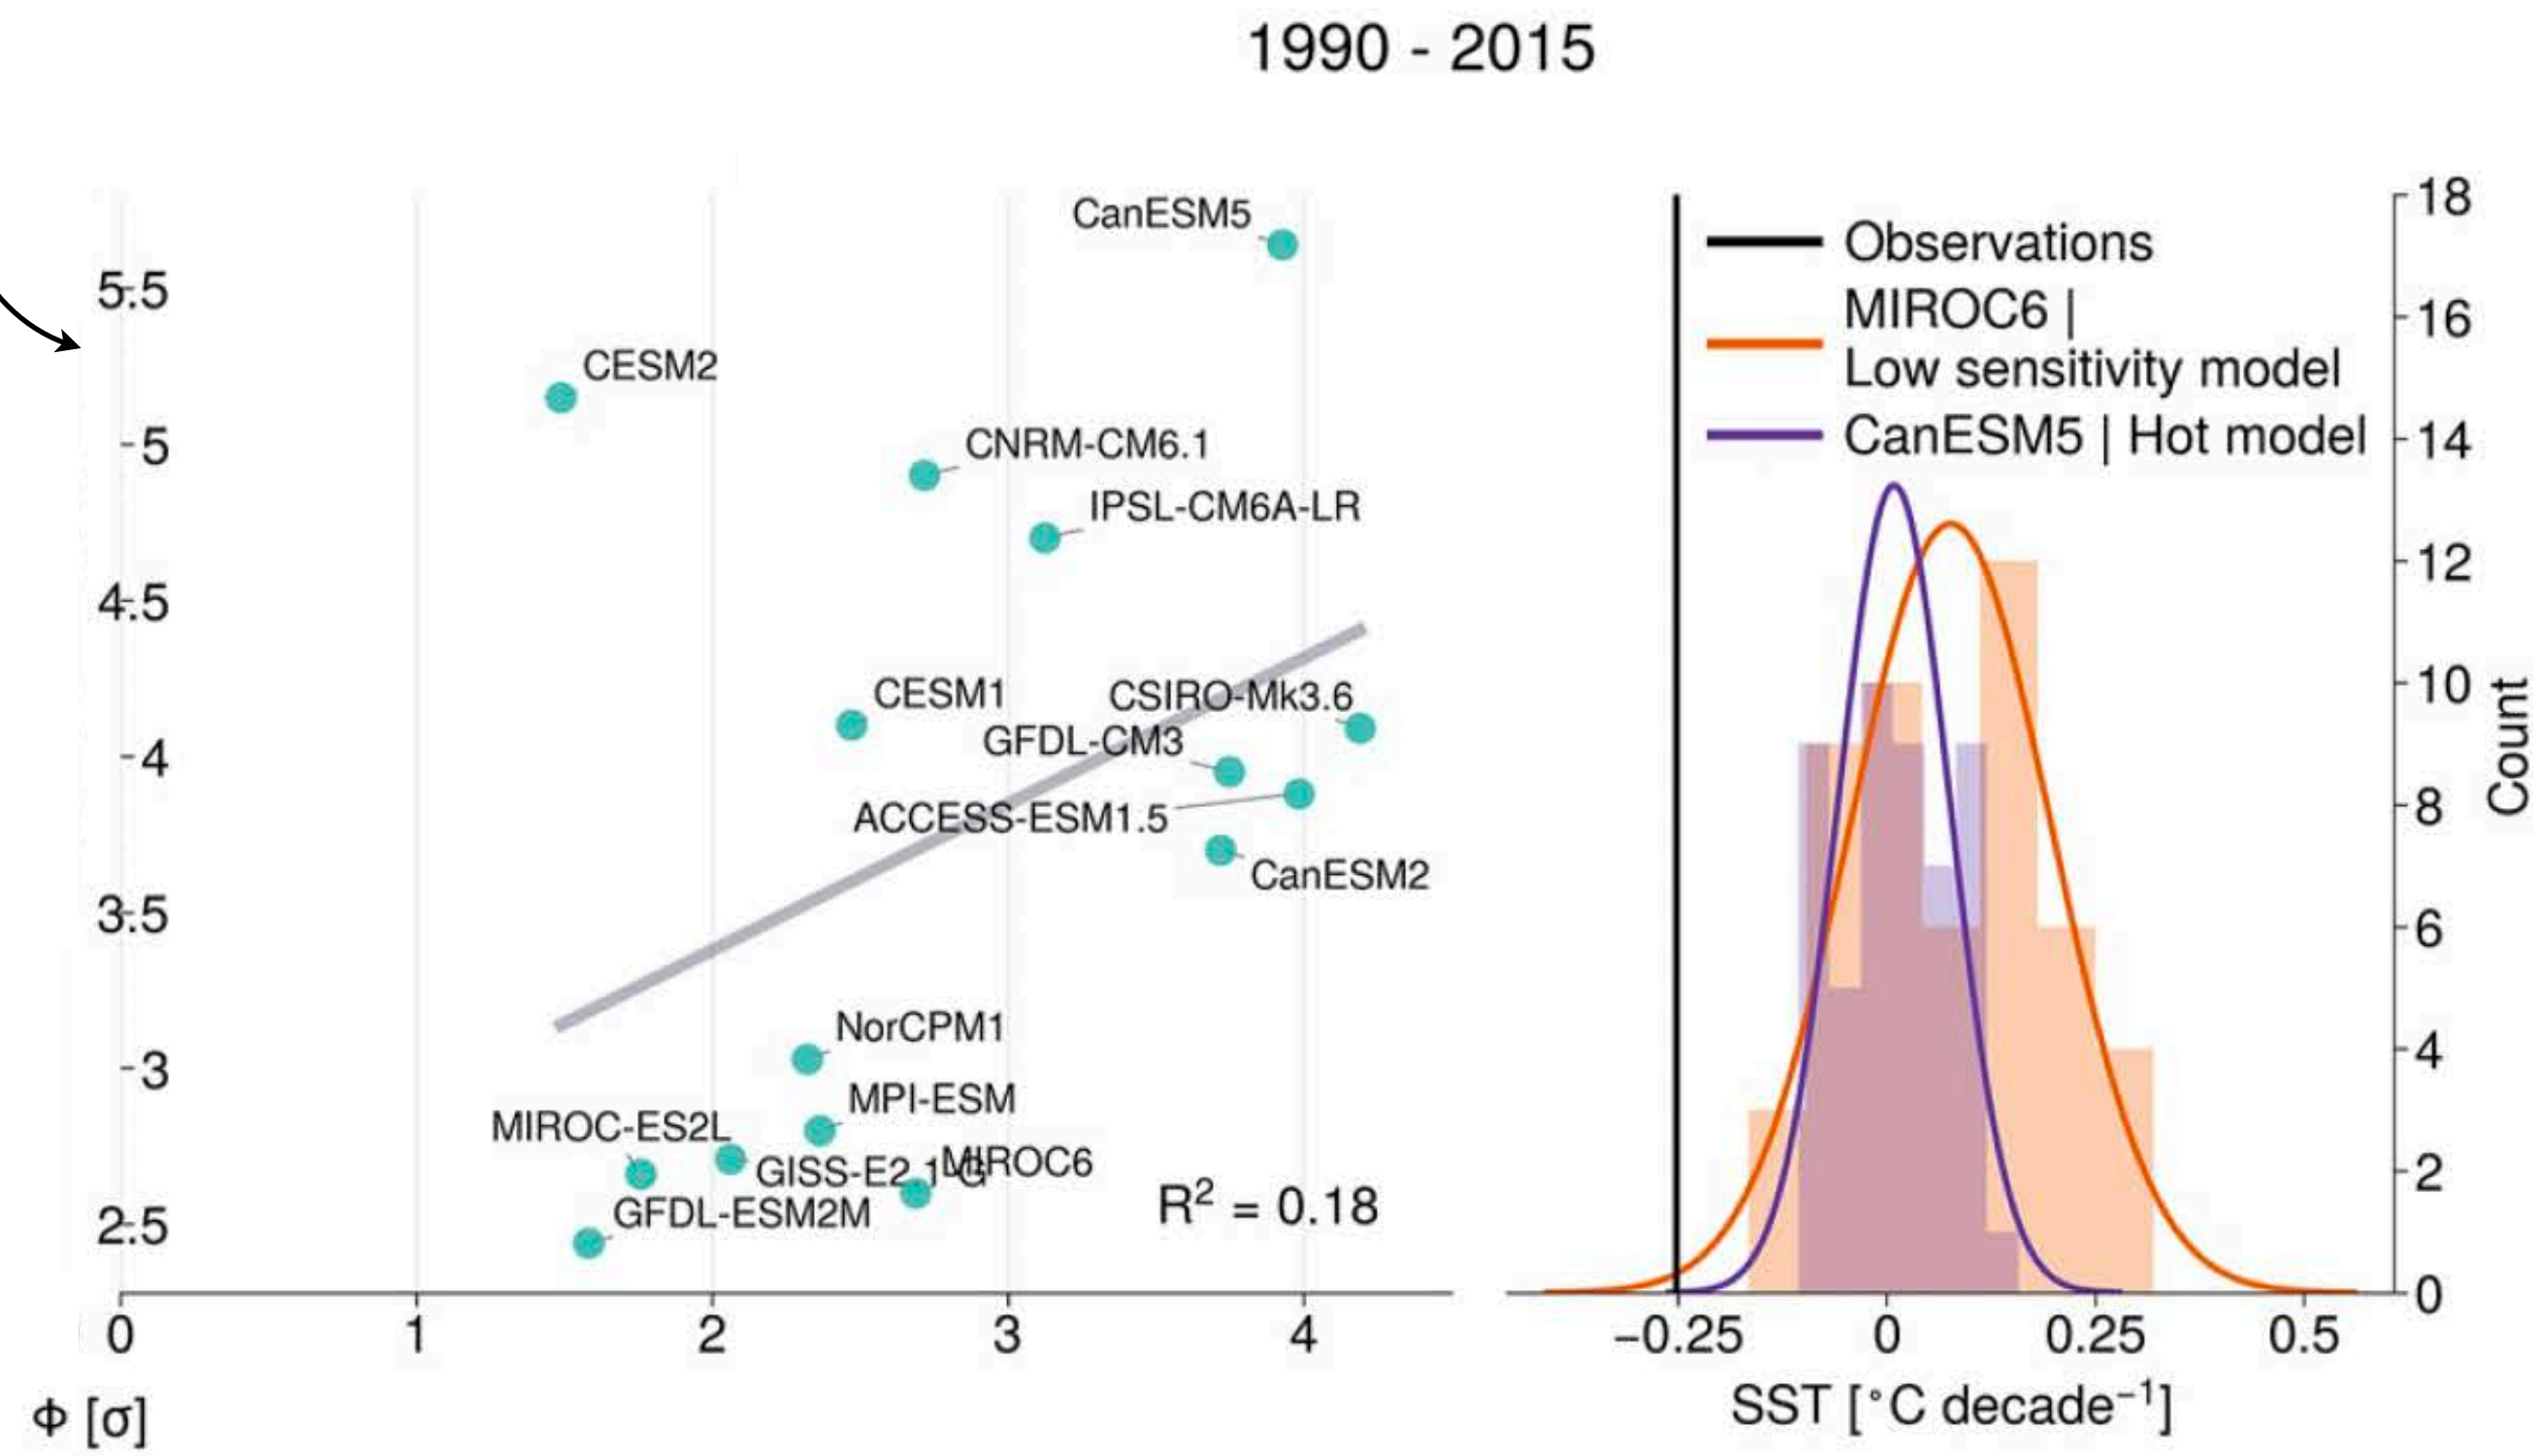 1990 - 2015
5.5
5
4.5
4
3.5
3
2.5
CanESM5
CESM2
CNRM-CM6.1
IPSL-CM6A-LR
CESM1
CSIRO-Mk3.6
GFDL-CM3
ACCESS-ESM1.5
CanESM2
NorCPM1
MPI-ESM
MIROC-ES2L
GISS-E2.1-G
MIROC6
GFDL-ESM2M
R² = 0.18
0 1 2 3 4
Φ [σ]
Observations
MIROC6 |
Low sensitivity model
CanESM5 | Hot model
18
16
14
12
10
8
6
4
2
0
Count
−0.25 0 0.25 0.5
SST [°C decade⁻¹]